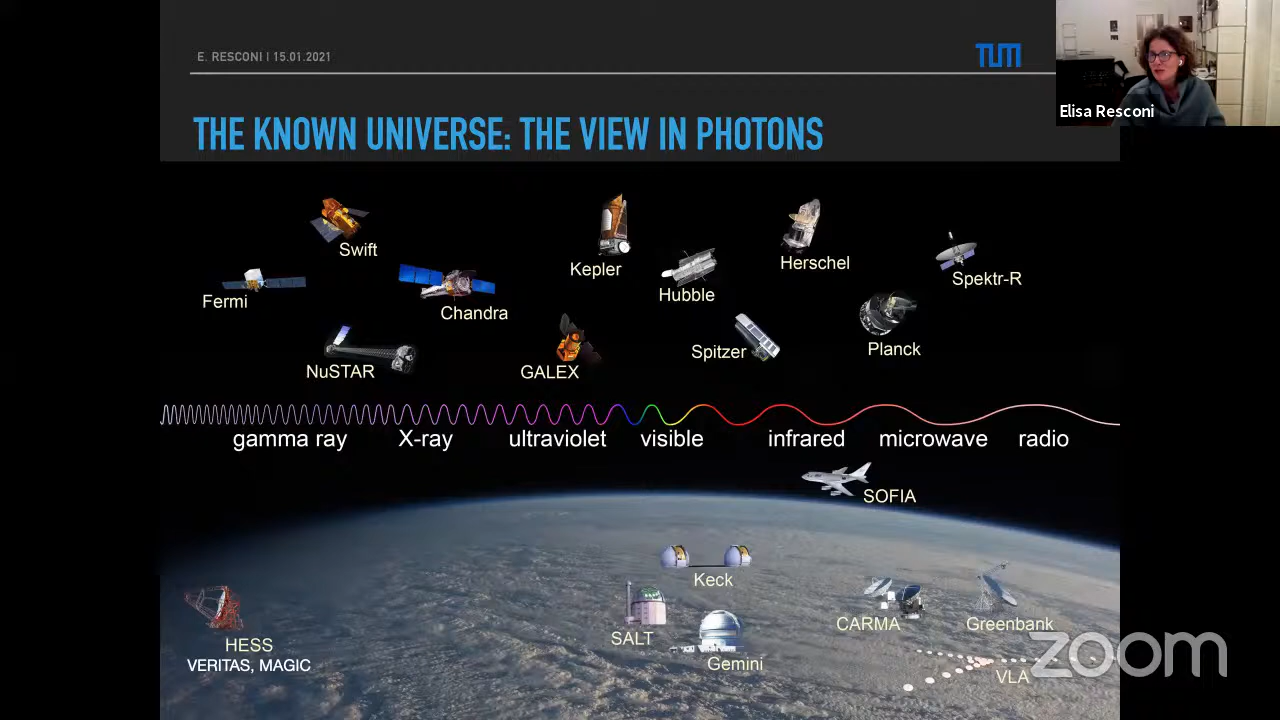 E. RESCONI | 15.01.2021
TUM
Elisa Resconi
THE KNOWN UNIVERSE: THE VIEW IN PHOTONS
Swift
Fermi
Chandra
NuSTAR
Kepler
Hubble
GALEX
Spitzer
Herschel
Planck
Spektr-R
gamma ray
X-ray
ultraviolet
visible
infrared
microwave
radio
SOFIA
Keck
SALT
Gemini
CARMA
Greenbank
HESS
VERITAS, MAGIC
VLA
zoom